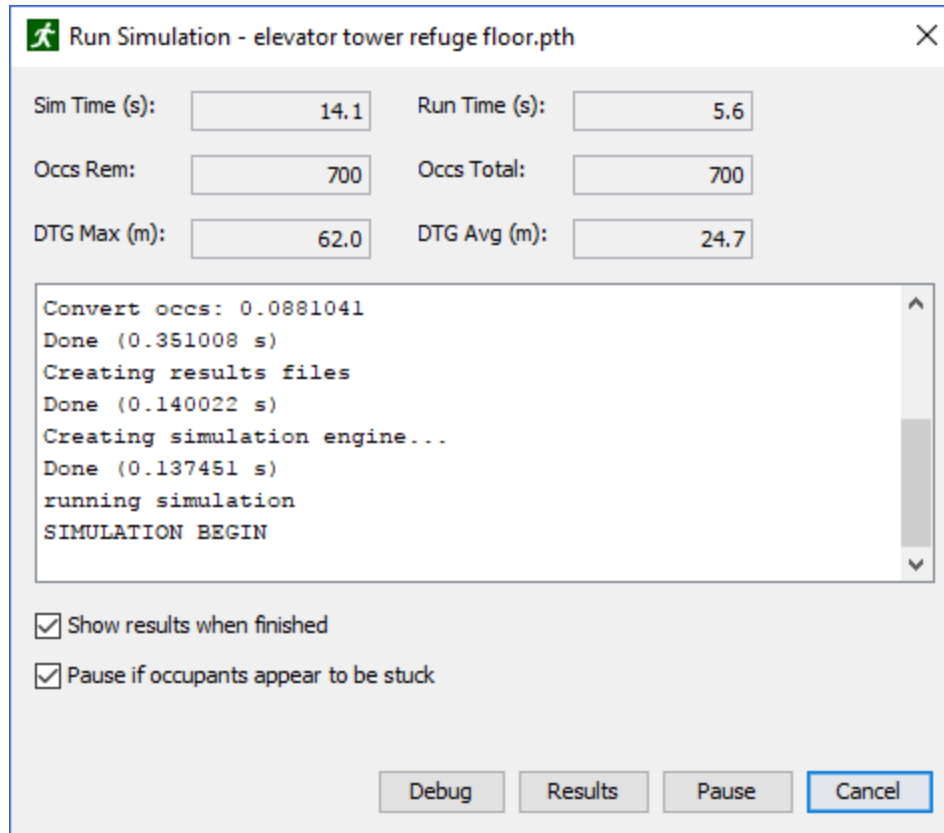 Run Simulation - elevator tower refuge floor.pth
Sim Time (s): 14.1 Run Time (s): 5.6
Occs Rem: 700 Occs Total: 700
DTG Max (m): 62.0 DTG Avg (m): 24.7
Convert occs: 0.0881041
Done (0.351008 s)
Creating results files
Done (0.140022 s)
Creating simulation engine...
Done (0.137451 s)
running simulation
SIMULATION BEGIN
Show results when finished
Pause if occupants appear to be stuck
Debug Results Pause Cancel